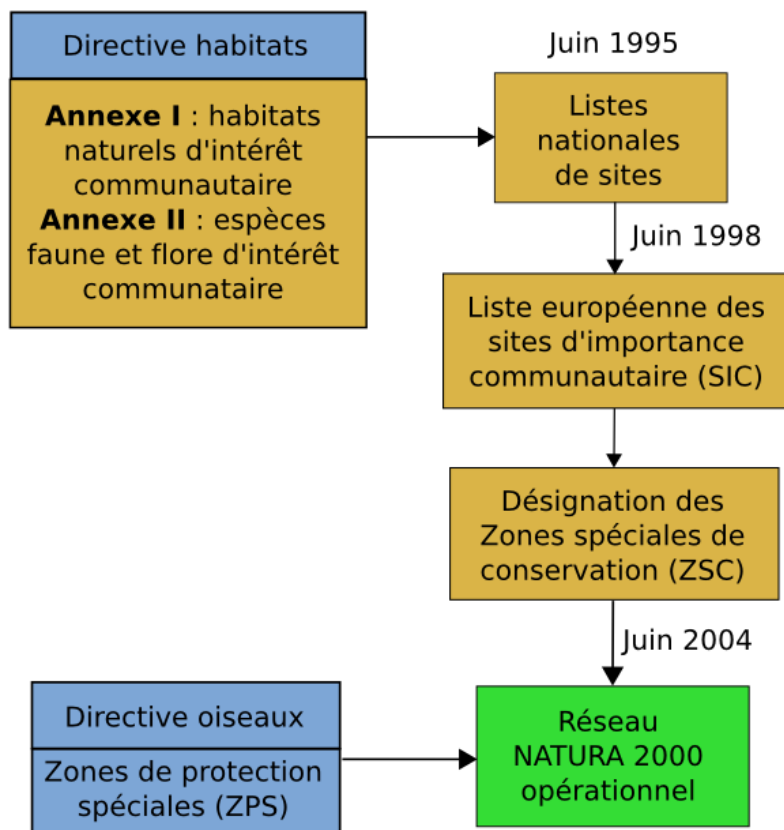 Directive habitats
Annexe I : habitats
naturels d'intérêt
communautaire
Annexe II : espèces
faune et flore d'intérêt
communataire
Juin 1995
Listes
nationales
de sites
Juin 1998
Liste européenne des
sites d'importance
communautaire (SIC)
Désignation des
Zones spéciales de
conservation (ZSC)
Juin 2004
Directive oiseaux
Zones de protection
spéciales (ZPS)
Réseau
NATURA 2000
opérationnel